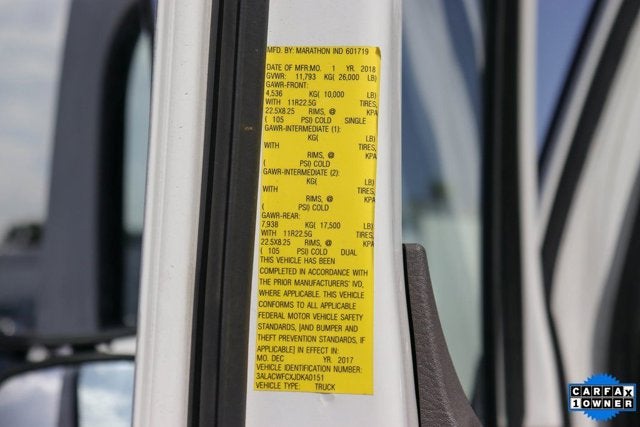 MFD. BY: MARATHON IND 601719
DATE OF MFR:MO. 1 YR. 2018
GVWR: 11,793 KG( 26,000 LB)
GAWR-FRONT:
4,536 KG( 10,000 LB)
WITH 11R22.5G TIRES,
22.5X8.25 RIMS, @ KPA
( 105 PSI) COLD SINGLE
GAWR-INTERMEDIATE (1):
KG( LB)
WITH TIRES,
RIMS, @ KPA
( PSI) COLD
GAWR-INTERMEDIATE (2):
KG( LB)
WITH TIRES,
RIMS, @ KPA
( PSI) COLD
GAWR-REAR:
7,938 KG( 17,500 LB)
WITH 11R22.5G TIRES,
22.5X8.25 RIMS, @ KPA
( 105 PSI) COLD DUAL
THIS VEHICLE HAS BEEN
COMPLETED IN ACCORDANCE WITH
THE PRIOR MANUFACTURERS' IVD,
WHERE APPLICABLE. THIS VEHICLE
CONFORMS TO ALL APPLICABLE
FEDERAL MOTOR VEHICLE SAFETY
STANDARDS, [AND BUMPER AND
THEFT PREVENTION STANDARDS, IF
APPLICABLE] IN EFFECT IN:
MO. DEC YR. 2017
VEHICLE IDENTIFICATION NUMBER:
3ALACWFCXJDKA0151
VEHICLE TYPE: TRUCK
CARFAX
1 OWNER